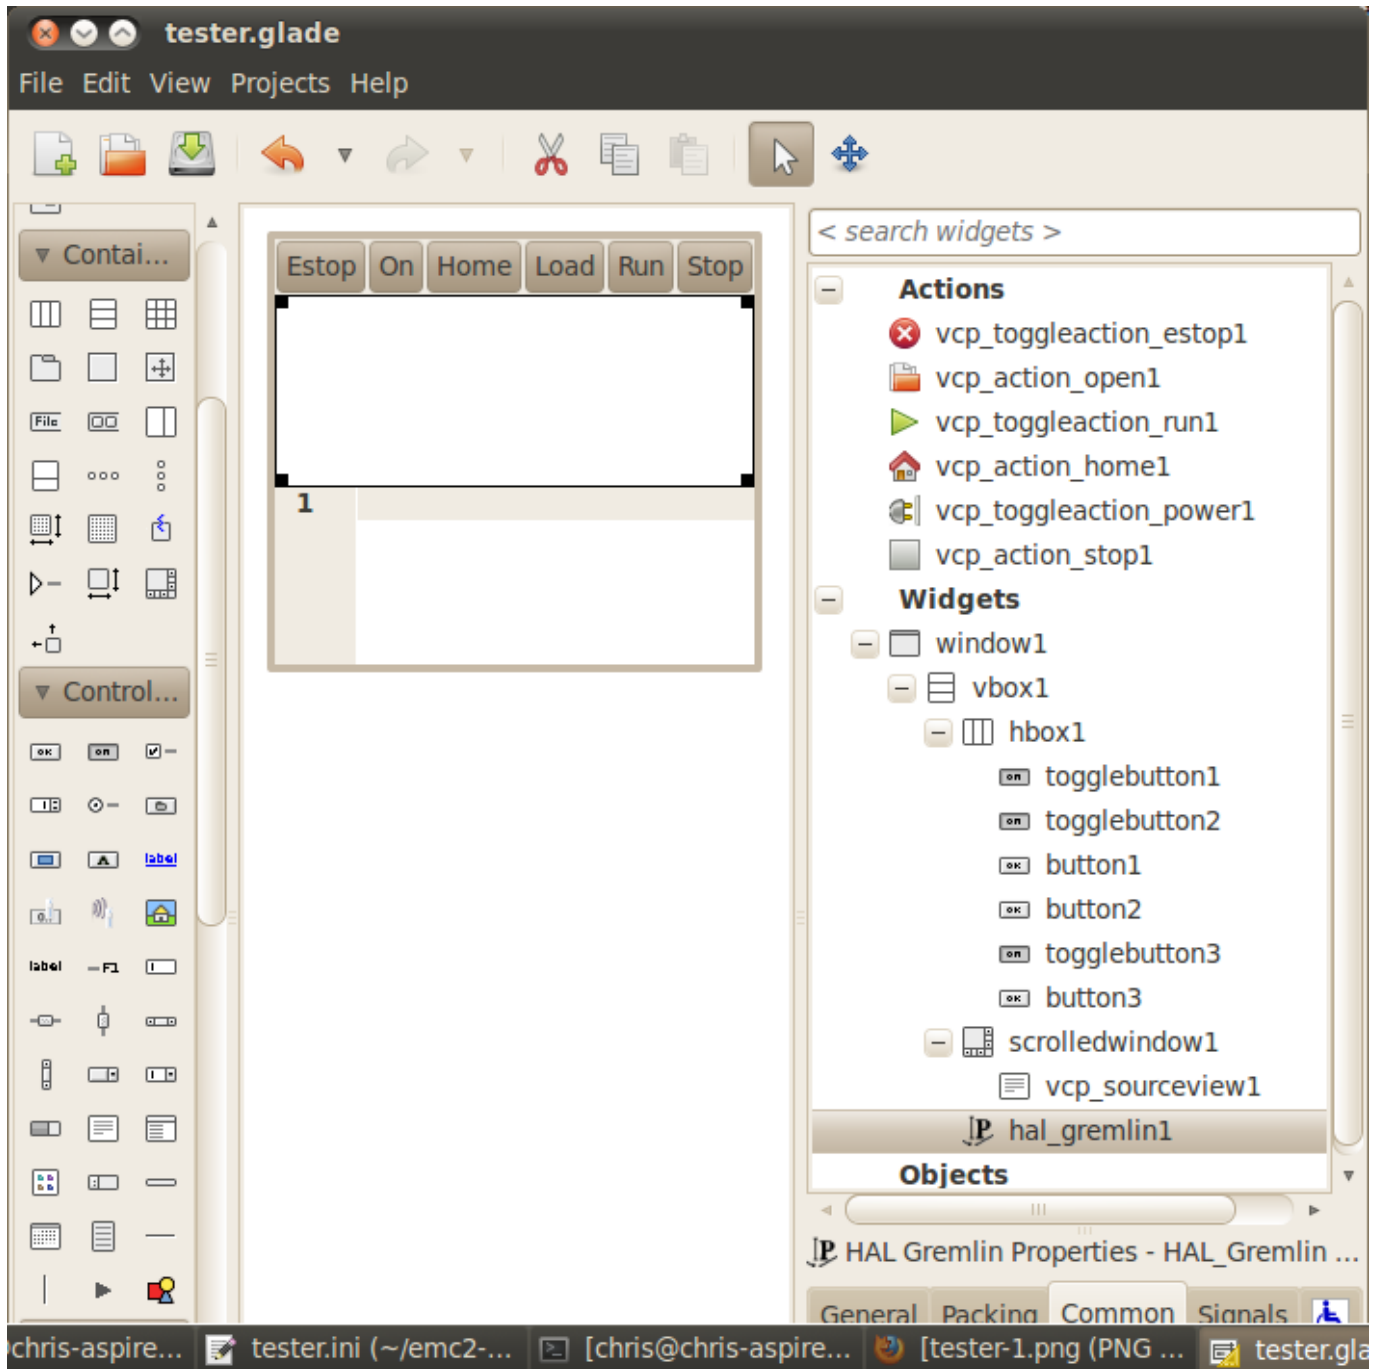 tester.glade
File Edit View Projects Help
< search widgets >
Contai...
Estop On Home Load Run Stop
Actions
vcp_toggleaction_estop1
vcp_action_open1
vcp_toggleaction_run1
vcp_action_home1
vcp_toggleaction_power1
vcp_action_stop1
File
1
Widgets
window1
vbox1
hbox1
togglebutton1
togglebutton2
button1
button2
togglebutton3
button3
scrolledwindow1
vcp_sourceview1
hal_gremlin1
Objects
Control...
OK on
label
label F1
HAL Gremlin Properties - HAL_Gremlin ...
General Packing Common Signals
chris-aspire... tester.ini (~/emc2-... [chris@chris-aspire... [tester-1.png (PNG ... tester.gla